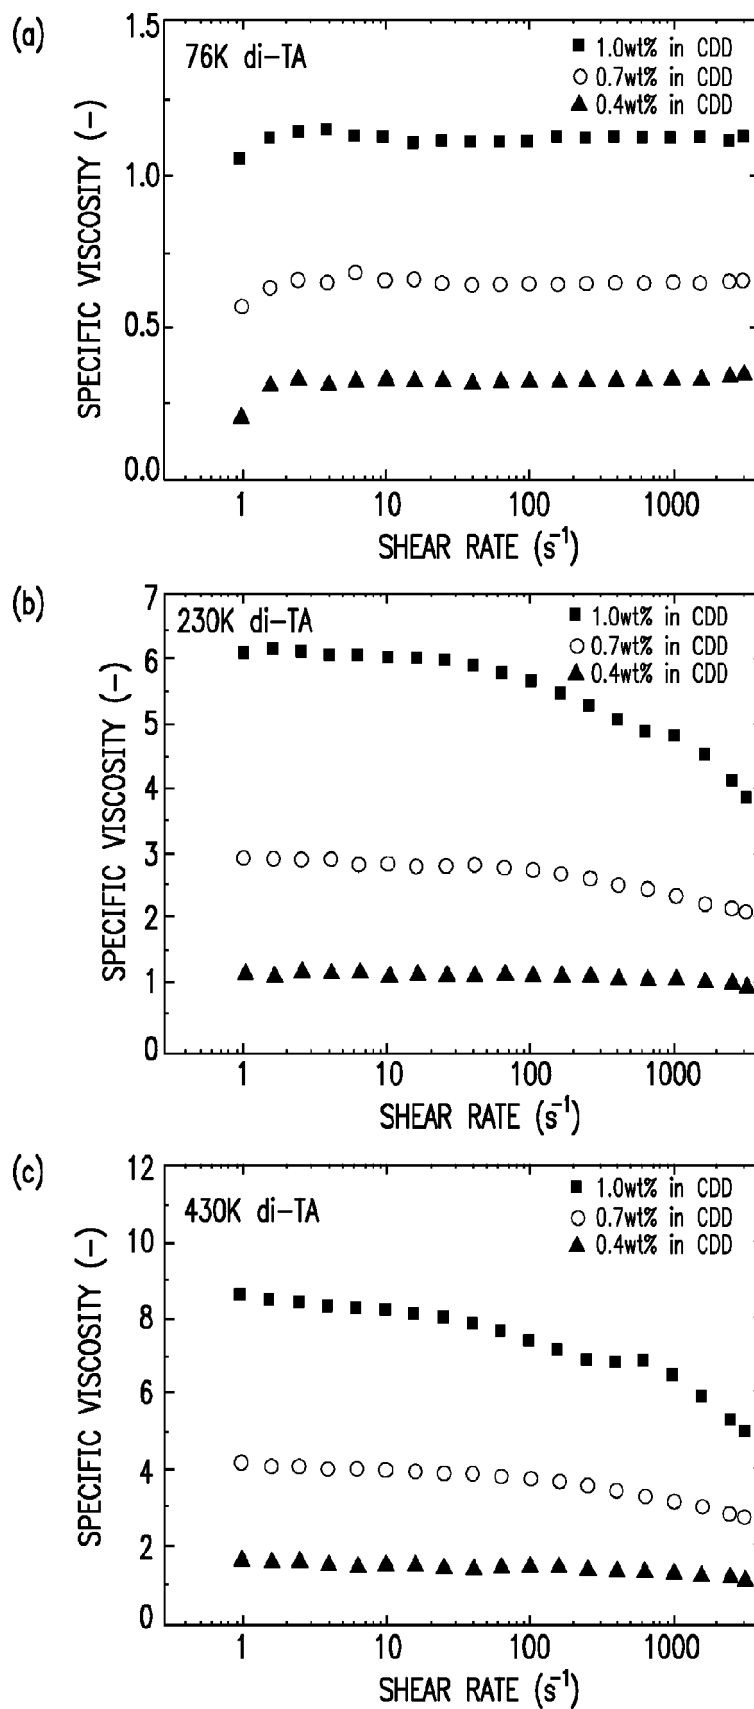 (a)
1.5
76K di-TA
1.0wt% in CDD
0.7wt% in CDD
0.4wt% in CDD
SPECIFIC VISCOSITY (-)
1.0
0.5
0.0
1 10 100 1000
SHEAR RATE (s⁻¹)
(b)
7
230K di-TA
1.0wt% in CDD
0.7wt% in CDD
0.4wt% in CDD
SPECIFIC VISCOSITY (-)
6
5
4
3
2
1
0
1 10 100 1000
SHEAR RATE (s⁻¹)
(c)
12
430K di-TA
1.0wt% in CDD
0.7wt% in CDD
0.4wt% in CDD
SPECIFIC VISCOSITY (-)
10
8
6
4
2
0
1 10 100 1000
SHEAR RATE (s⁻¹)